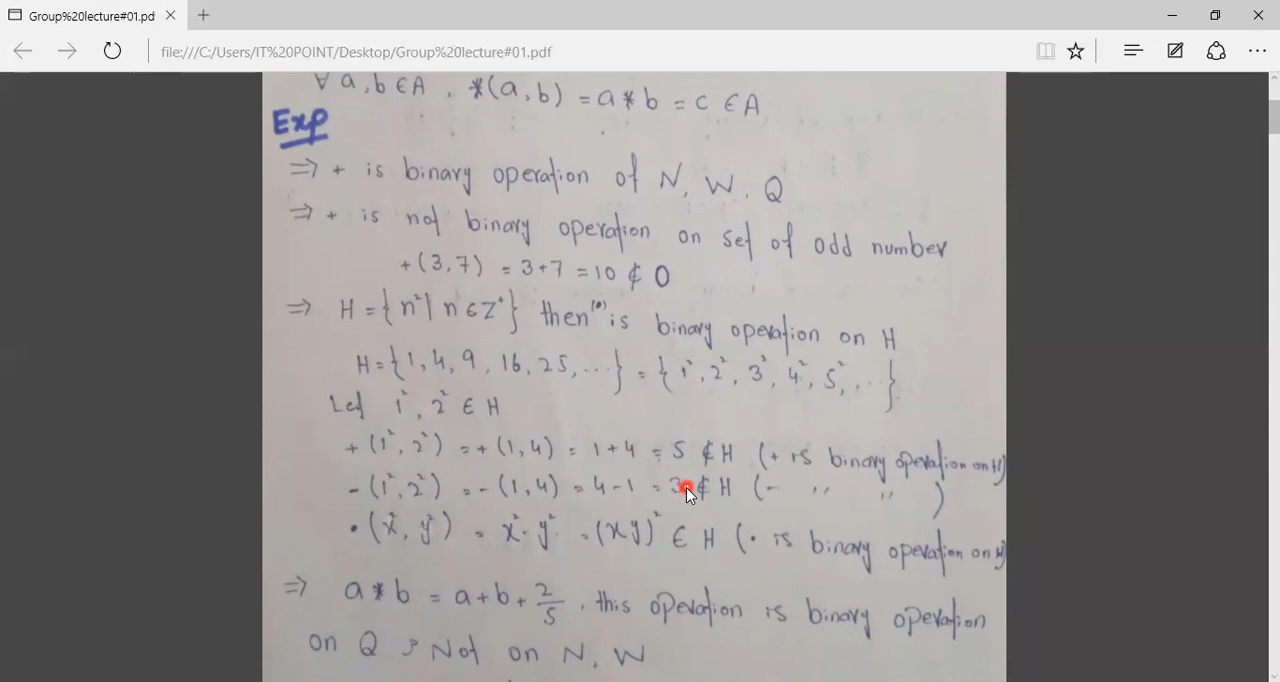 Group%20lecture#01.pd
file:///C:/Users/IT%20POINT/Desktop/Group%20lecture#01.pdf
∀ a,b ∈ A , *(a,b) = a * b = c ∈ A
Exp
⇒ + is binary operation of N, W, Q
⇒ + is not binary operation on set of odd number
+(3,7) = 3+7 = 10 ∉ O
⇒ H = {n² | n ∈ Z⁺} then (•) is binary operation on H
H = {1, 4, 9, 16, 25, ...} = {1², 2², 3², 4², 5², ...}
Let 1², 2² ∈ H
+(1², 2²) = +(1,4) = 1+4 = 5 ∉ H (+ is binary operation on H)
-(1², 2²) = -(1,4) = 4-1 = 3 ∉ H (- ,, ,, )
•(x², y²) = x²·y² = (xy)² ∈ H (• is binary operation on H)
⇒ a * b = a+b+2/5 , this operation is binary operation
on Q & Not on N, W